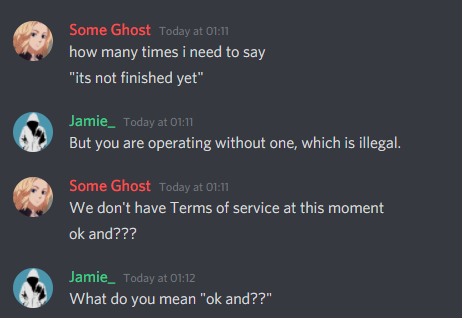 Some Ghost Today at 01:11
how many times i need to say
"its not finished yet"
Jamie_ Today at 01:11
But you are operating without one, which is illegal.
Some Ghost Today at 01:11
We don't have Terms of service at this moment
ok and???
Jamie_ Today at 01:12
What do you mean "ok and??"